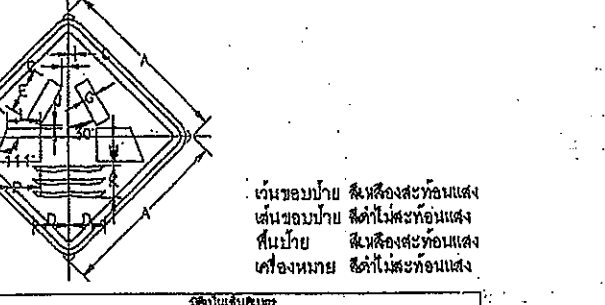 A
C
E
J
G
30°
111°
A
D D
เว้นขอบป้าย สีเหลืองสะท้อนแสง
เส้นขอบป้าย สีดำไม่สะท้อนแสง
พื้นป้าย สีเหลืองสะท้อนแสง
เครื่องหมาย สีดำไม่สะท้อนแสง